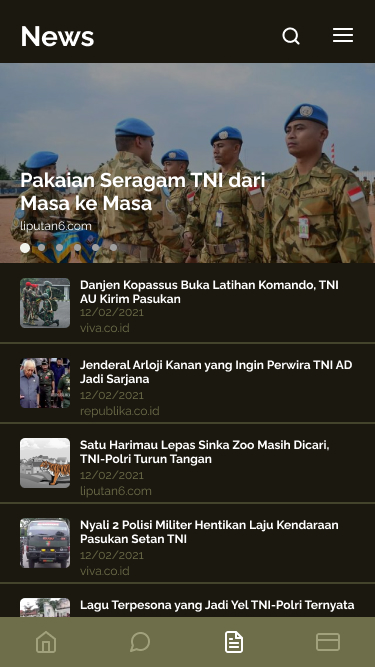 News
Pakaian Seragam TNI dari
Masa ke Masa
liputan6.com
Danjen Kopassus Buka Latihan Komando, TNI
AU Kirim Pasukan
12/02/2021
viva.co.id
Jenderal Arloji Kanan yang Ingin Perwira TNI AD
Jadi Sarjana
12/02/2021
republika.co.id
Satu Harimau Lepas Sinka Zoo Masih Dicari,
TNI-Polri Turun Tangan
12/02/2021
liputan6.com
Nyali 2 Polisi Militer Hentikan Laju Kendaraan
Pasukan Setan TNI
12/02/2021
viva.co.id
Lagu Terpesona yang Jadi Yel TNI-Polri Ternyata